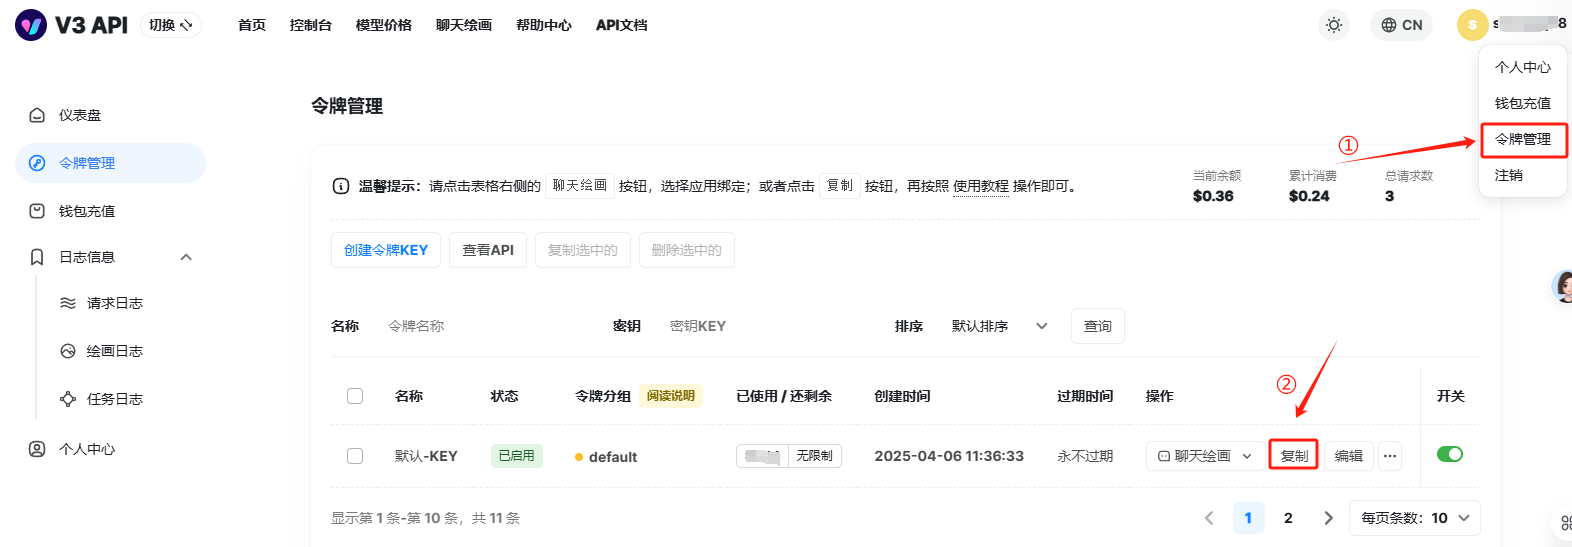 V3 API 切换 首页 控制台 模型价格 聊天绘画 帮助中心 API文档 CN S s 8
个人中心
钱包充值
令牌管理
注销
①
仪表盘
令牌管理
钱包充值
日志信息
请求日志
绘画日志
任务日志
个人中心
令牌管理
温馨提示：请点击表格右侧的 聊天绘画 按钮，选择应用绑定；或者点击 复制 按钮，再按照 使用教程 操作即可。
当前余额 累计消费 总请求数
$0.36 $0.24 3
创建令牌KEY 查看API 复制选中的 删除选中的
名称 令牌名称 密钥 密钥KEY 排序 默认排序 查询
②
名称 状态 令牌分组 阅读说明 已使用 / 还剩余 创建时间 过期时间 操作 开关
默认-KEY 已启用 default 无限制 2025-04-06 11:36:33 永不过期 聊天绘画 复制 编辑 ...
显示第 1 条-第 10 条，共 11 条 1 2 每页条数：10